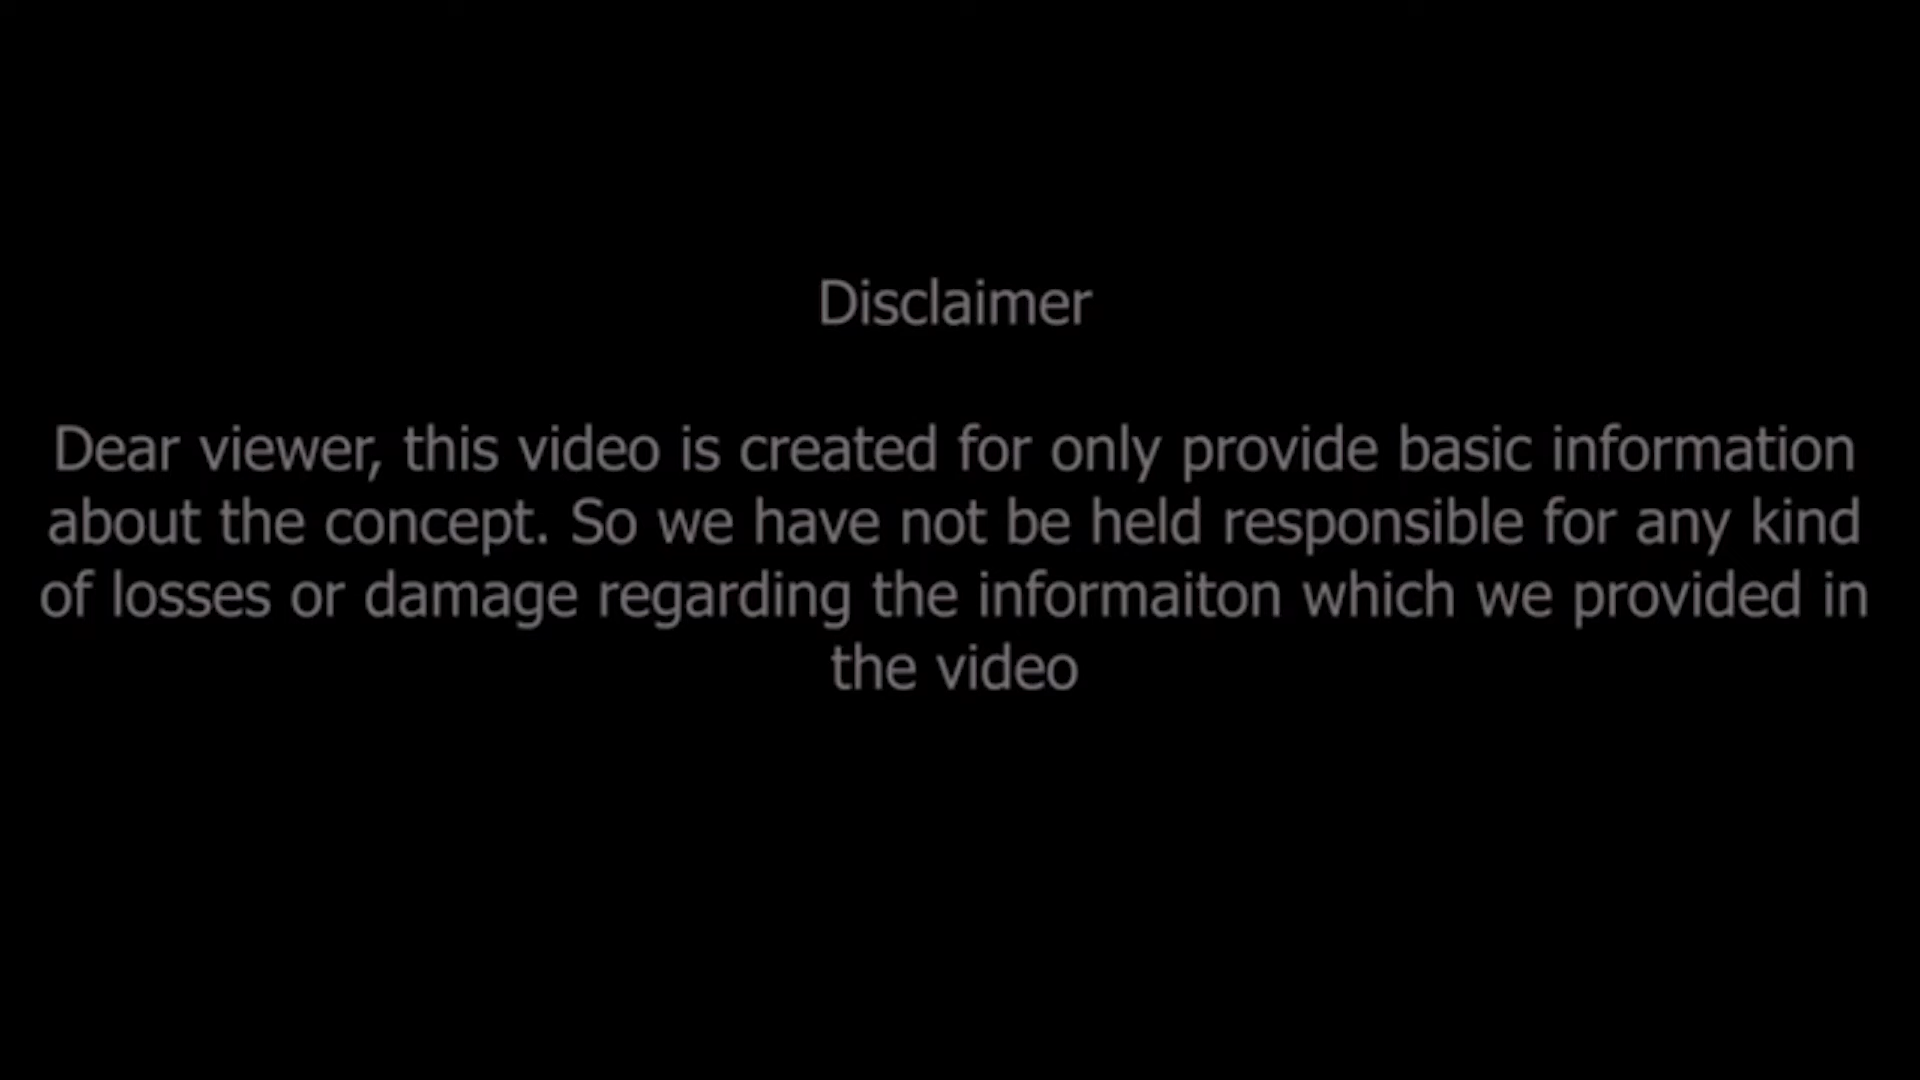 Disclaimer
Dear viewer, this video is created for only provide basic information
about the concept. So we have not be held responsible for any kind
of losses or damage regarding the informaiton which we provided in
the video